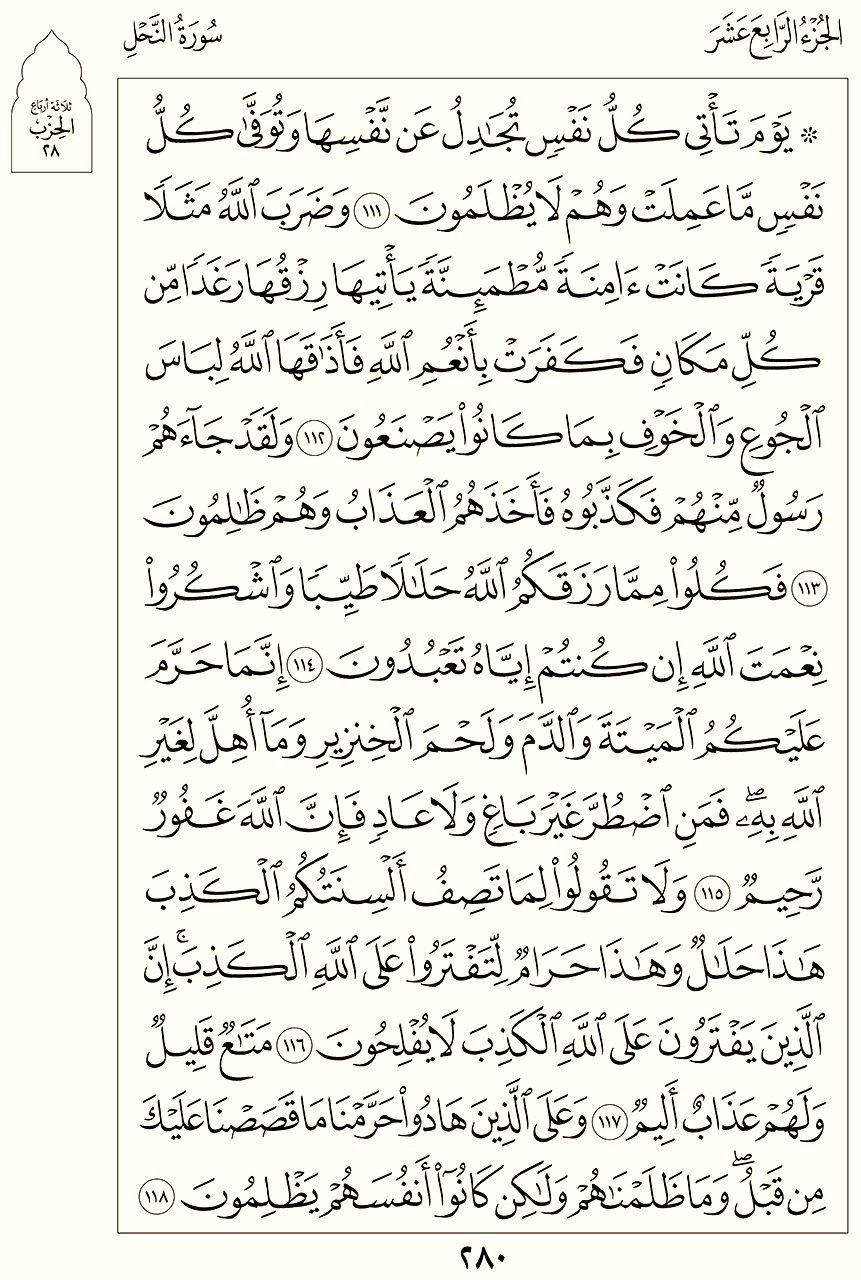 الجُزْءُ الرَّابِعَ عَشَرَ
سُورَةُ النَّحْلِ
ثلاثة أرباع
الحِزْب
٢٨
۞ يَوْمَ تَأْتِي كُلُّ نَفْسٍ تُجَٰدِلُ عَن نَّفْسِهَا وَتُوَفَّىٰ كُلُّ
نَفْسٍ مَّا عَمِلَتْ وَهُمْ لَا يُظْلَمُونَ ١١١ وَضَرَبَ ٱللَّهُ مَثَلًا
قَرْيَةً كَانَتْ ءَامِنَةً مُّطْمَئِنَّةً يَأْتِيهَا رِزْقُهَا رَغَدًا مِّن
كُلِّ مَكَانٍ فَكَفَرَتْ بِأَنْعُمِ ٱللَّهِ فَأَذَٰقَهَا ٱللَّهُ لِبَاسَ
ٱلْجُوعِ وَٱلْخَوْفِ بِمَا كَانُوا۟ يَصْنَعُونَ ١١٢ وَلَقَدْ جَآءَهُمْ
رَسُولٌ مِّنْهُمْ فَكَذَّبُوهُ فَأَخَذَهُمُ ٱلْعَذَابُ وَهُمْ ظَٰلِمُونَ
١١٣ فَكُلُوا۟ مِمَّا رَزَقَكُمُ ٱللَّهُ حَلَٰلًا طَيِّبًا وَٱشْكُرُوا۟
نِعْمَتَ ٱللَّهِ إِن كُنتُمْ إِيَّاهُ تَعْبُدُونَ ١١٤ إِنَّمَا حَرَّمَ
عَلَيْكُمُ ٱلْمَيْتَةَ وَٱلدَّمَ وَلَحْمَ ٱلْخِنزِيرِ وَمَآ أُهِلَّ لِغَيْرِ
ٱللَّهِ بِهِۦۖ فَمَنِ ٱضْطُرَّ غَيْرَ بَاغٍ وَلَا عَادٍ فَإِنَّ ٱللَّهَ غَفُورٌ
رَّحِيمٌ ١١٥ وَلَا تَقُولُوا۟ لِمَا تَصِفُ أَلْسِنَتُكُمُ ٱلْكَذِبَ
هَٰذَا حَلَٰلٌ وَهَٰذَا حَرَامٌ لِّتَفْتَرُوا۟ عَلَى ٱللَّهِ ٱلْكَذِبَۚ إِنَّ
ٱلَّذِينَ يَفْتَرُونَ عَلَى ٱللَّهِ ٱلْكَذِبَ لَا يُفْلِحُونَ ١١٦ مَتَٰعٌ قَلِيلٌ
وَلَهُمْ عَذَابٌ أَلِيمٌ ١١٧ وَعَلَى ٱلَّذِينَ هَادُوا۟ حَرَّمْنَا مَا قَصَصْنَا عَلَيْكَ
مِن قَبْلُۖ وَمَا ظَلَمْنَٰهُمْ وَلَٰكِن كَانُوٓا۟ أَنفُسَهُمْ يَظْلِمُونَ ١١٨
٢٨٠